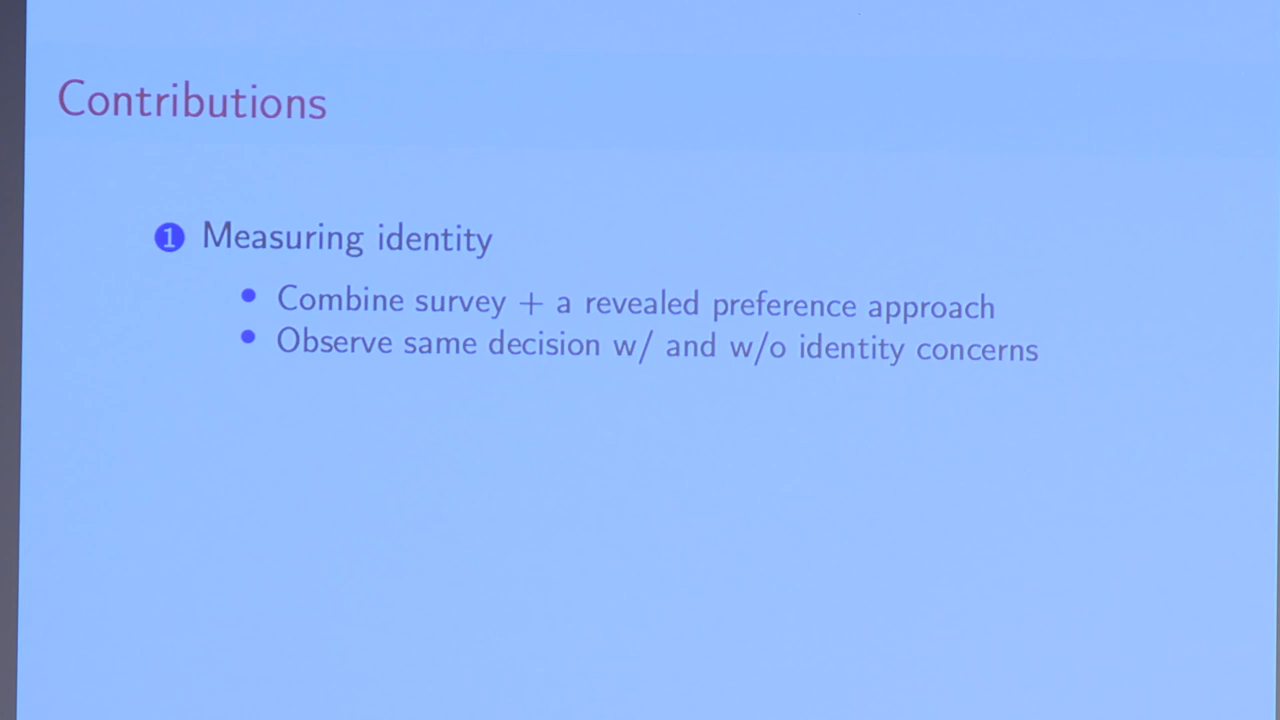 Contributions
1 Measuring identity
• Combine survey + a revealed preference approach
• Observe same decision w/ and w/o identity concerns